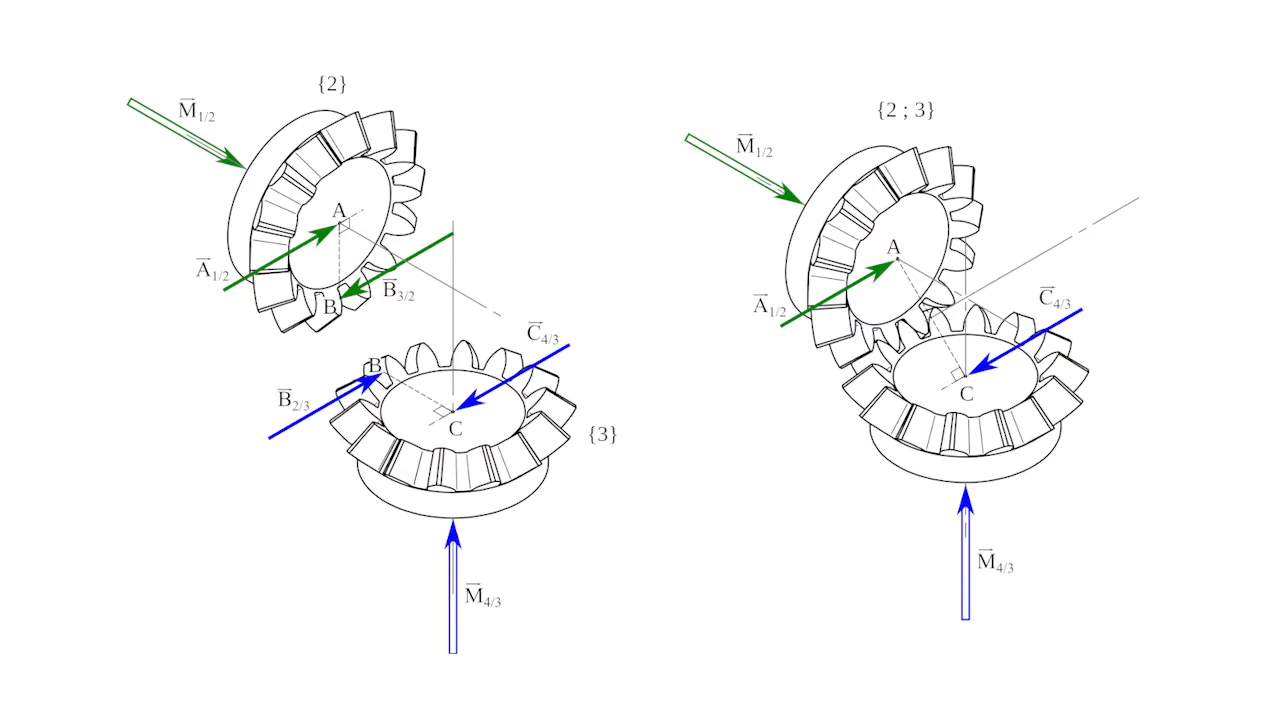 {2}
M⃗1/2
A
A⃗1/2
B⃗3/2
B
C⃗4/3
B
B⃗2/3
C
{3}
M⃗4/3
{2 ; 3}
M⃗1/2
A
A⃗1/2
C⃗4/3
C
M⃗4/3